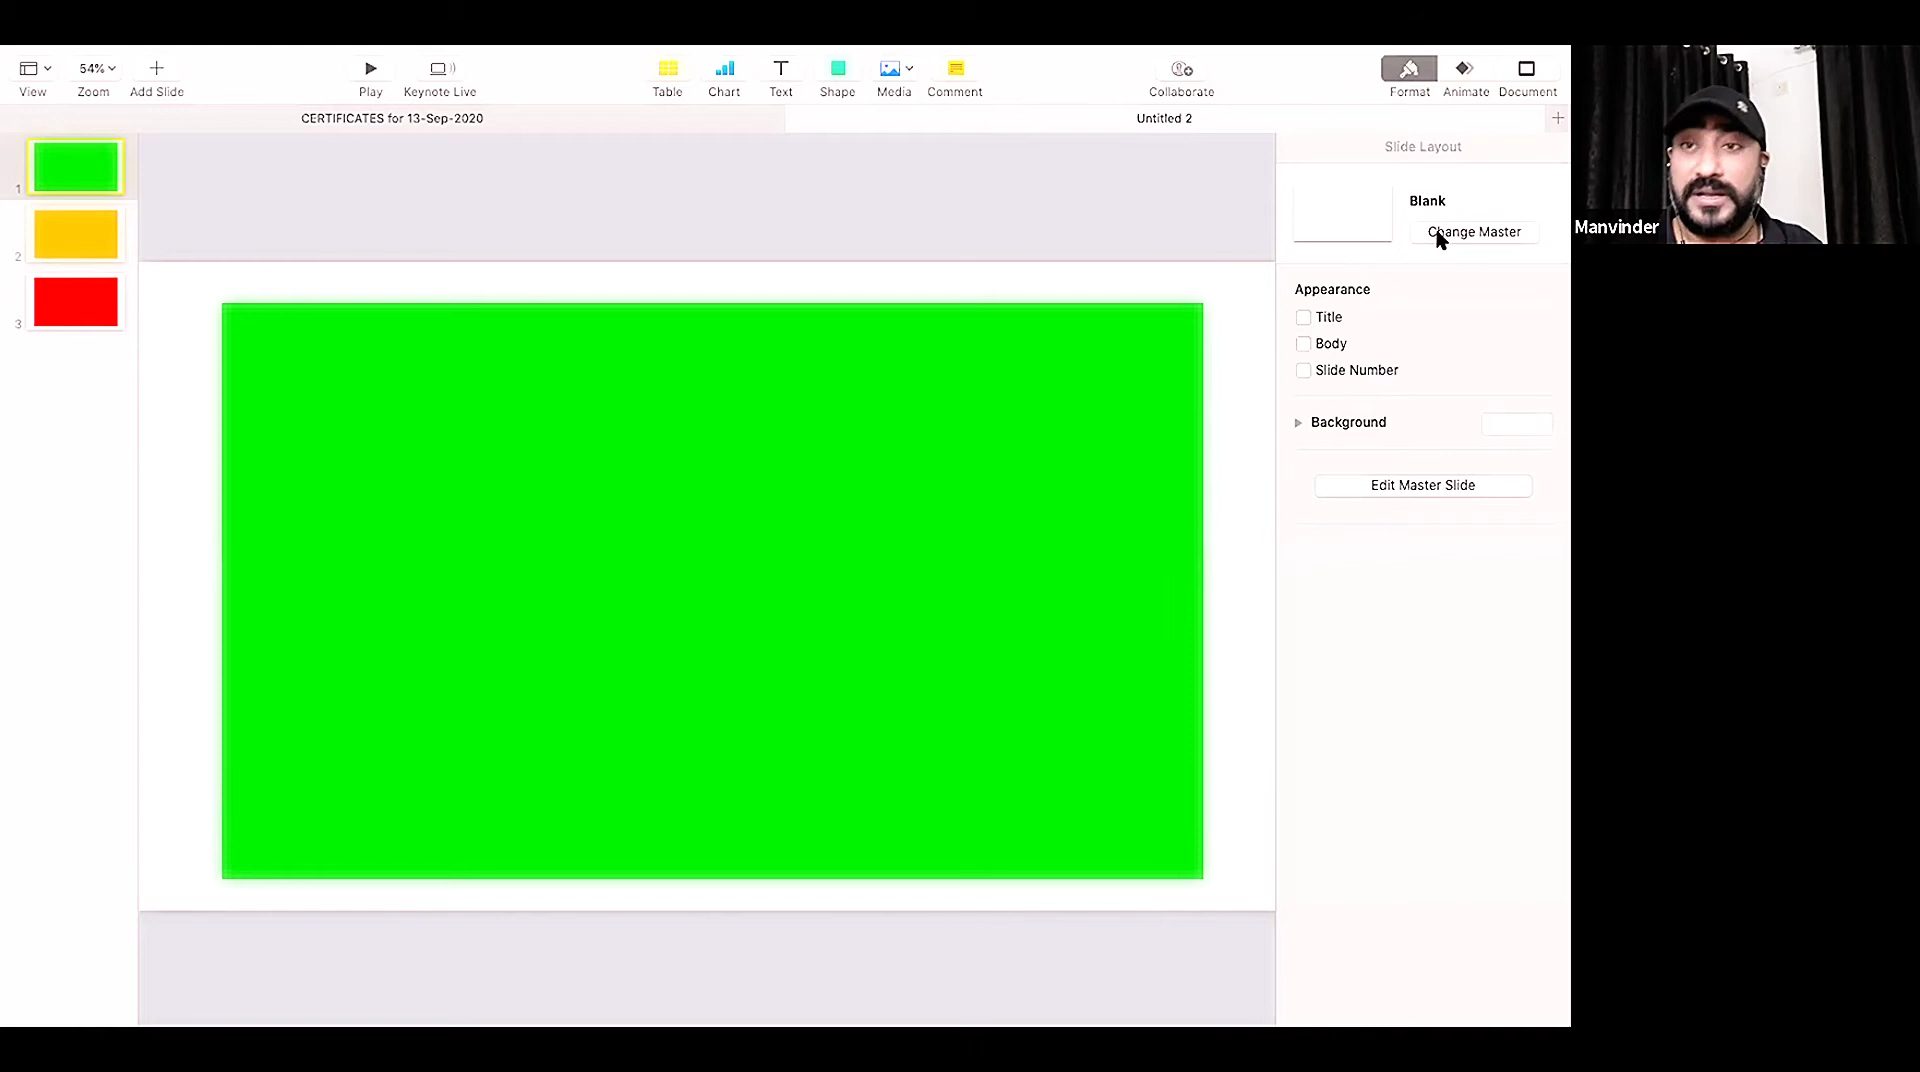 54%
View
Zoom
Add Slide
Play
Keynote Live
Table
Chart
Text
Shape
Media
Comment
Collaborate
Format
Animate
Document
CERTIFICATES for 13-Sep-2020
Untitled 2
1
2
3
Slide Layout
Blank
Change Master
Appearance
Title
Body
Slide Number
Background
Edit Master Slide
Manvinder